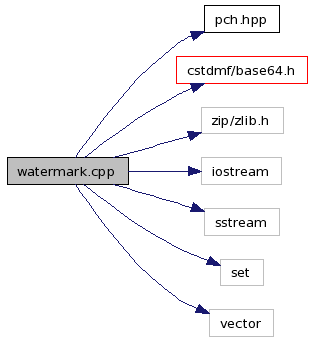 pch.hpp
cstdmf/base64.h
zip/zlib.h
watermark.cpp
iostream
sstream
set
vector